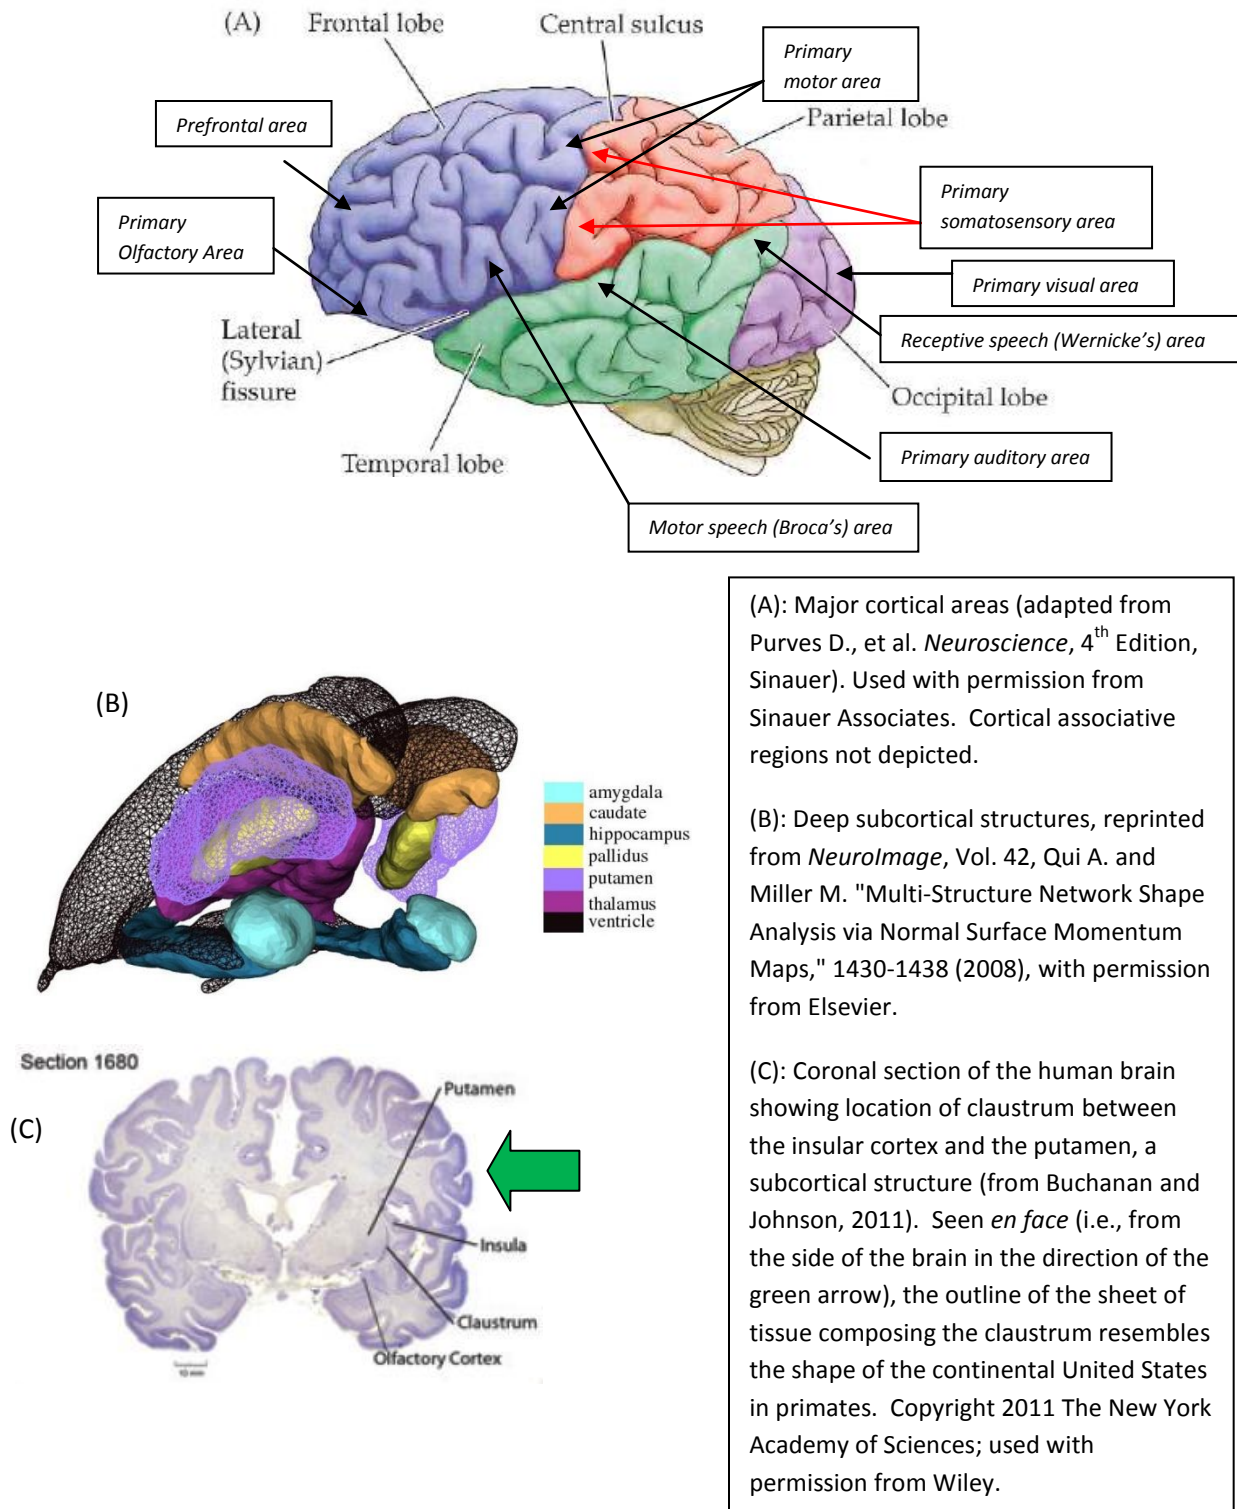 (A)
Frontal lobe
Central sulcus
Primary
motor area
Prefrontal area
Parietal lobe
Primary
Olfactory Area
Primary
somatosensory area
Primary visual area
Lateral
(Sylvian)
fissure
Receptive speech (Wernicke's) area
Occipital lobe
Temporal lobe
Primary auditory area
Motor speech (Broca's) area
(B)
amygdala
caudate
hippocampus
pallidus
putamen
thalamus
ventricle
Section 1680
(C)
Putamen
Insula
Claustrum
Olfactory Cortex
10 mm
(A): Major cortical areas (adapted from
Purves D., et al. Neuroscience, 4th Edition,
Sinauer). Used with permission from
Sinauer Associates. Cortical associative
regions not depicted.
(B): Deep subcortical structures, reprinted
from NeuroImage, Vol. 42, Qui A. and
Miller M. "Multi-Structure Network Shape
Analysis via Normal Surface Momentum
Maps," 1430-1438 (2008), with permission
from Elsevier.
(C): Coronal section of the human brain
showing location of claustrum between
the insular cortex and the putamen, a
subcortical structure (from Buchanan and
Johnson, 2011). Seen en face (i.e., from
the side of the brain in the direction of the
green arrow), the outline of the sheet of
tissue composing the claustrum resembles
the shape of the continental United States
in primates. Copyright 2011 The New York
Academy of Sciences; used with
permission from Wiley.